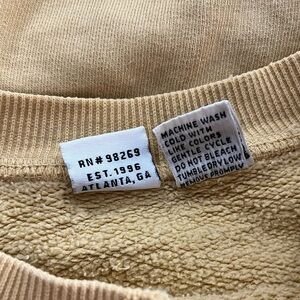 RN# 98269
EST. 1996
ATLANTA, GA
MACHINE WASH
COLD WITH
LIKE COLORS
GENTLE CYCLE
DO NOT BLEACH
TUMBLE DRY LOW
REMOVE PROMPTLY